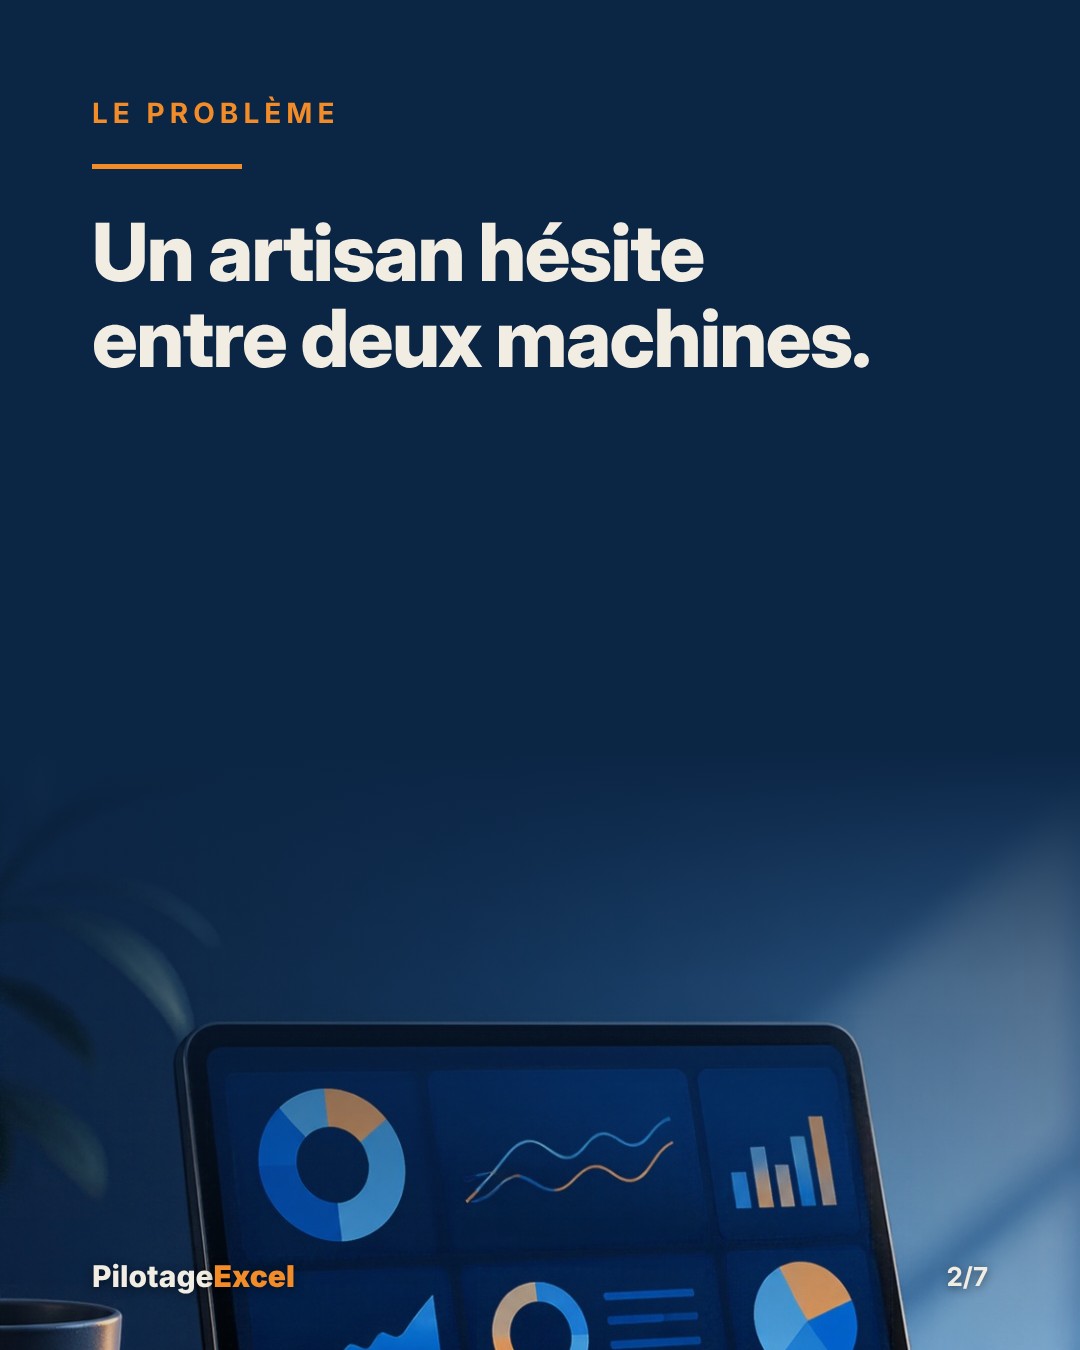 LE PROBLÈME
Un artisan hésite
entre deux machines.
PilotageExcel
2/7